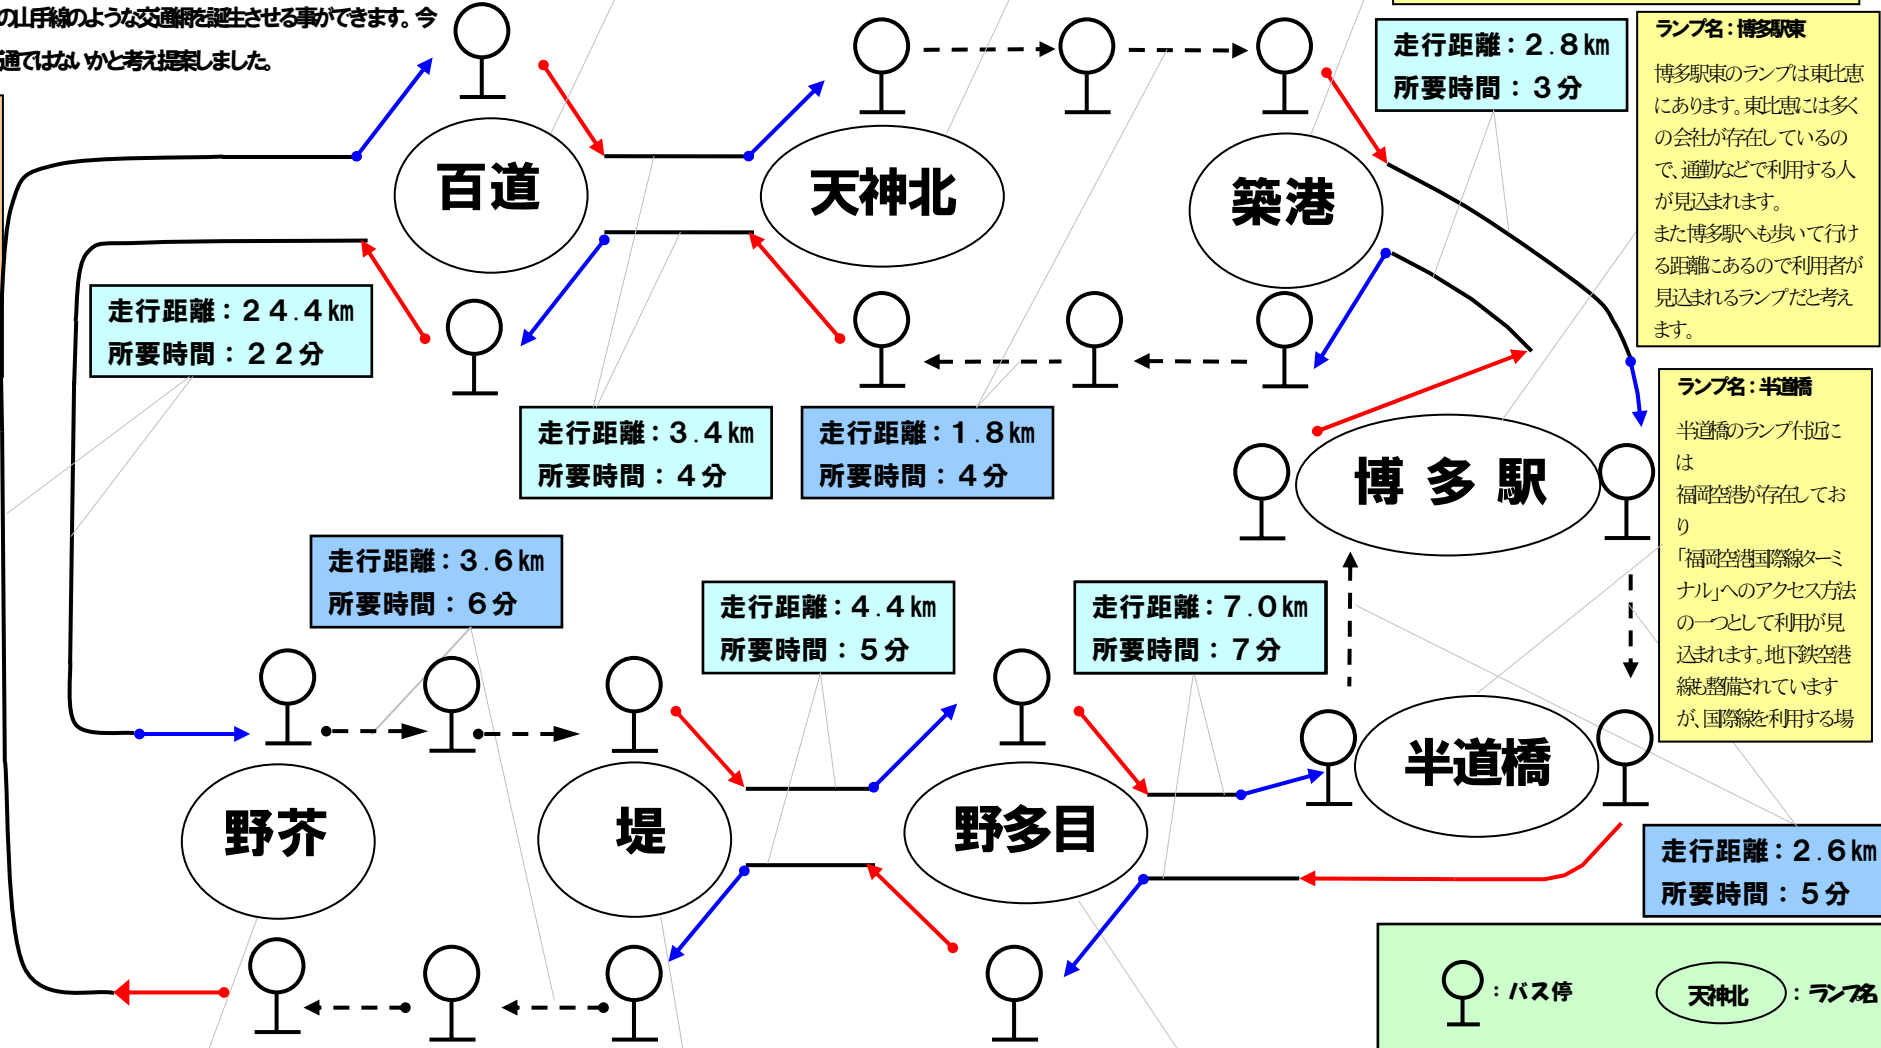 の山手線のような交通網を誕生させる事ができます。今
通ではないかと考え提案しました。
百道
天神北
築港
走行距離：２.８㎞
所要時間：３分
ランプ名：博多駅東
博多駅東のランプは東比恵
にあります。東比恵には多く
の会社が存在しているの
で、通勤などで利用する人
が見込まれます。
また博多駅へも歩いて行け
る距離にあるので利用者が
見込まれるランプだと考え
ます。
走行距離：２４.４㎞
所要時間：２２分
走行距離：３.４㎞
所要時間：４分
走行距離：１.８㎞
所要時間：４分
博多駅
ランプ名：半道橋
半道橋のランプ付近に
は
福岡空港が存在してお
り
「福岡空港国際線ターミ
ナル」へのアクセス方法
の一つとして利用が見
込まれます。地下鉄空港
線も整備されています
が、国際線を利用する場
走行距離：３.６㎞
所要時間：６分
走行距離：４.４㎞
所要時間：５分
走行距離：７.０㎞
所要時間：７分
野芥
堤
野多目
半道橋
走行距離：２.６㎞
所要時間：５分
：バス停
天神北
：ランプ名